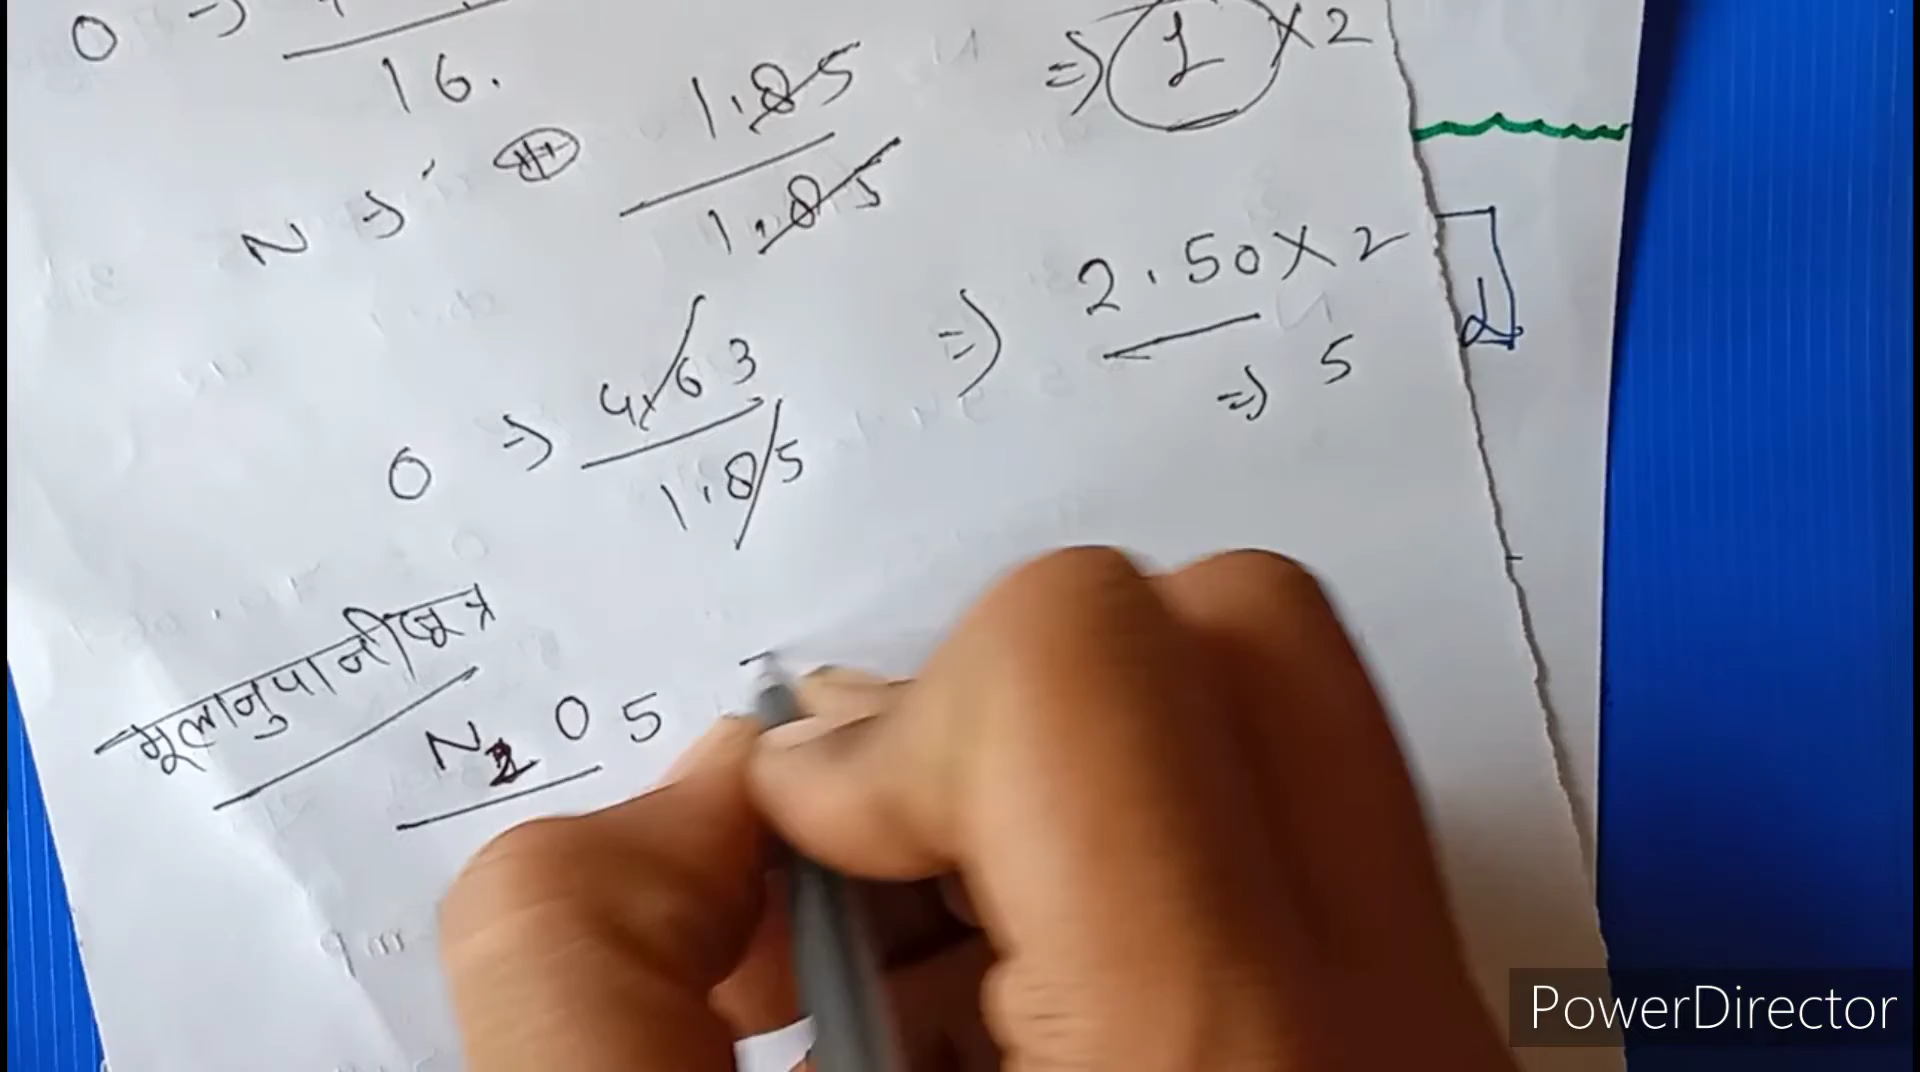 O ⇒
16.
⇒ 1 × 2
N ⇒ 1.85
1.85
O ⇒ 4.63 ⇒ 2.50 × 2
1.85 ⇒ 5
मूलानुपातीसूत्र
N2O5
PowerDirector